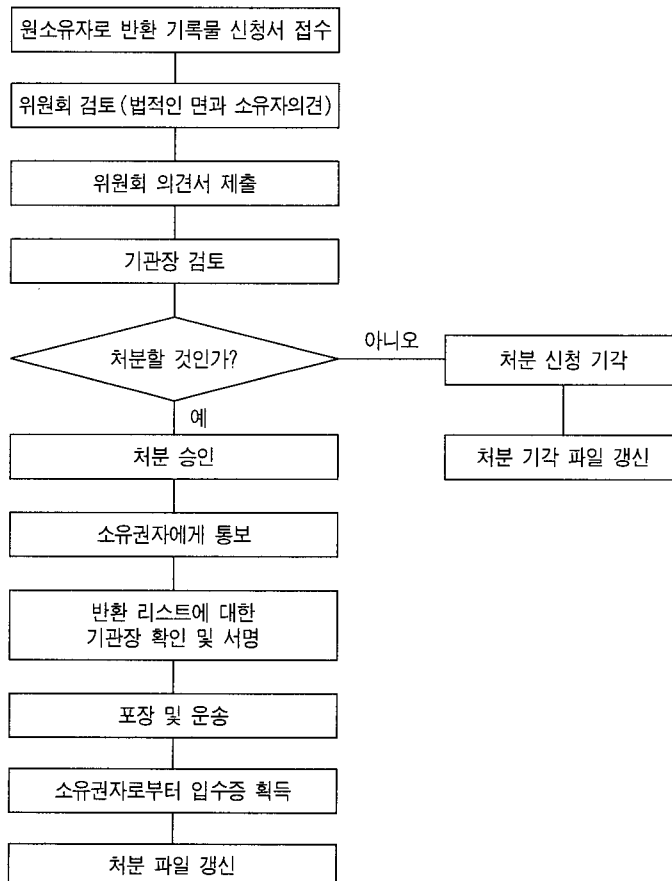 원소유자로 반환 기록물 신청서 접수
위원회 검토(법적인 면과 소유자의견)
위원회 의견서 제출
기관장 검토
처분할 것인가?
아니오
처분 신청 기각
예
처분 승인
처분 기각 파일 갱신
소유권자에게 통보
반환 리스트에 대한
기관장 확인 및 서명
포장 및 운송
소유권자로부터 입수증 획득
처분 파일 갱신